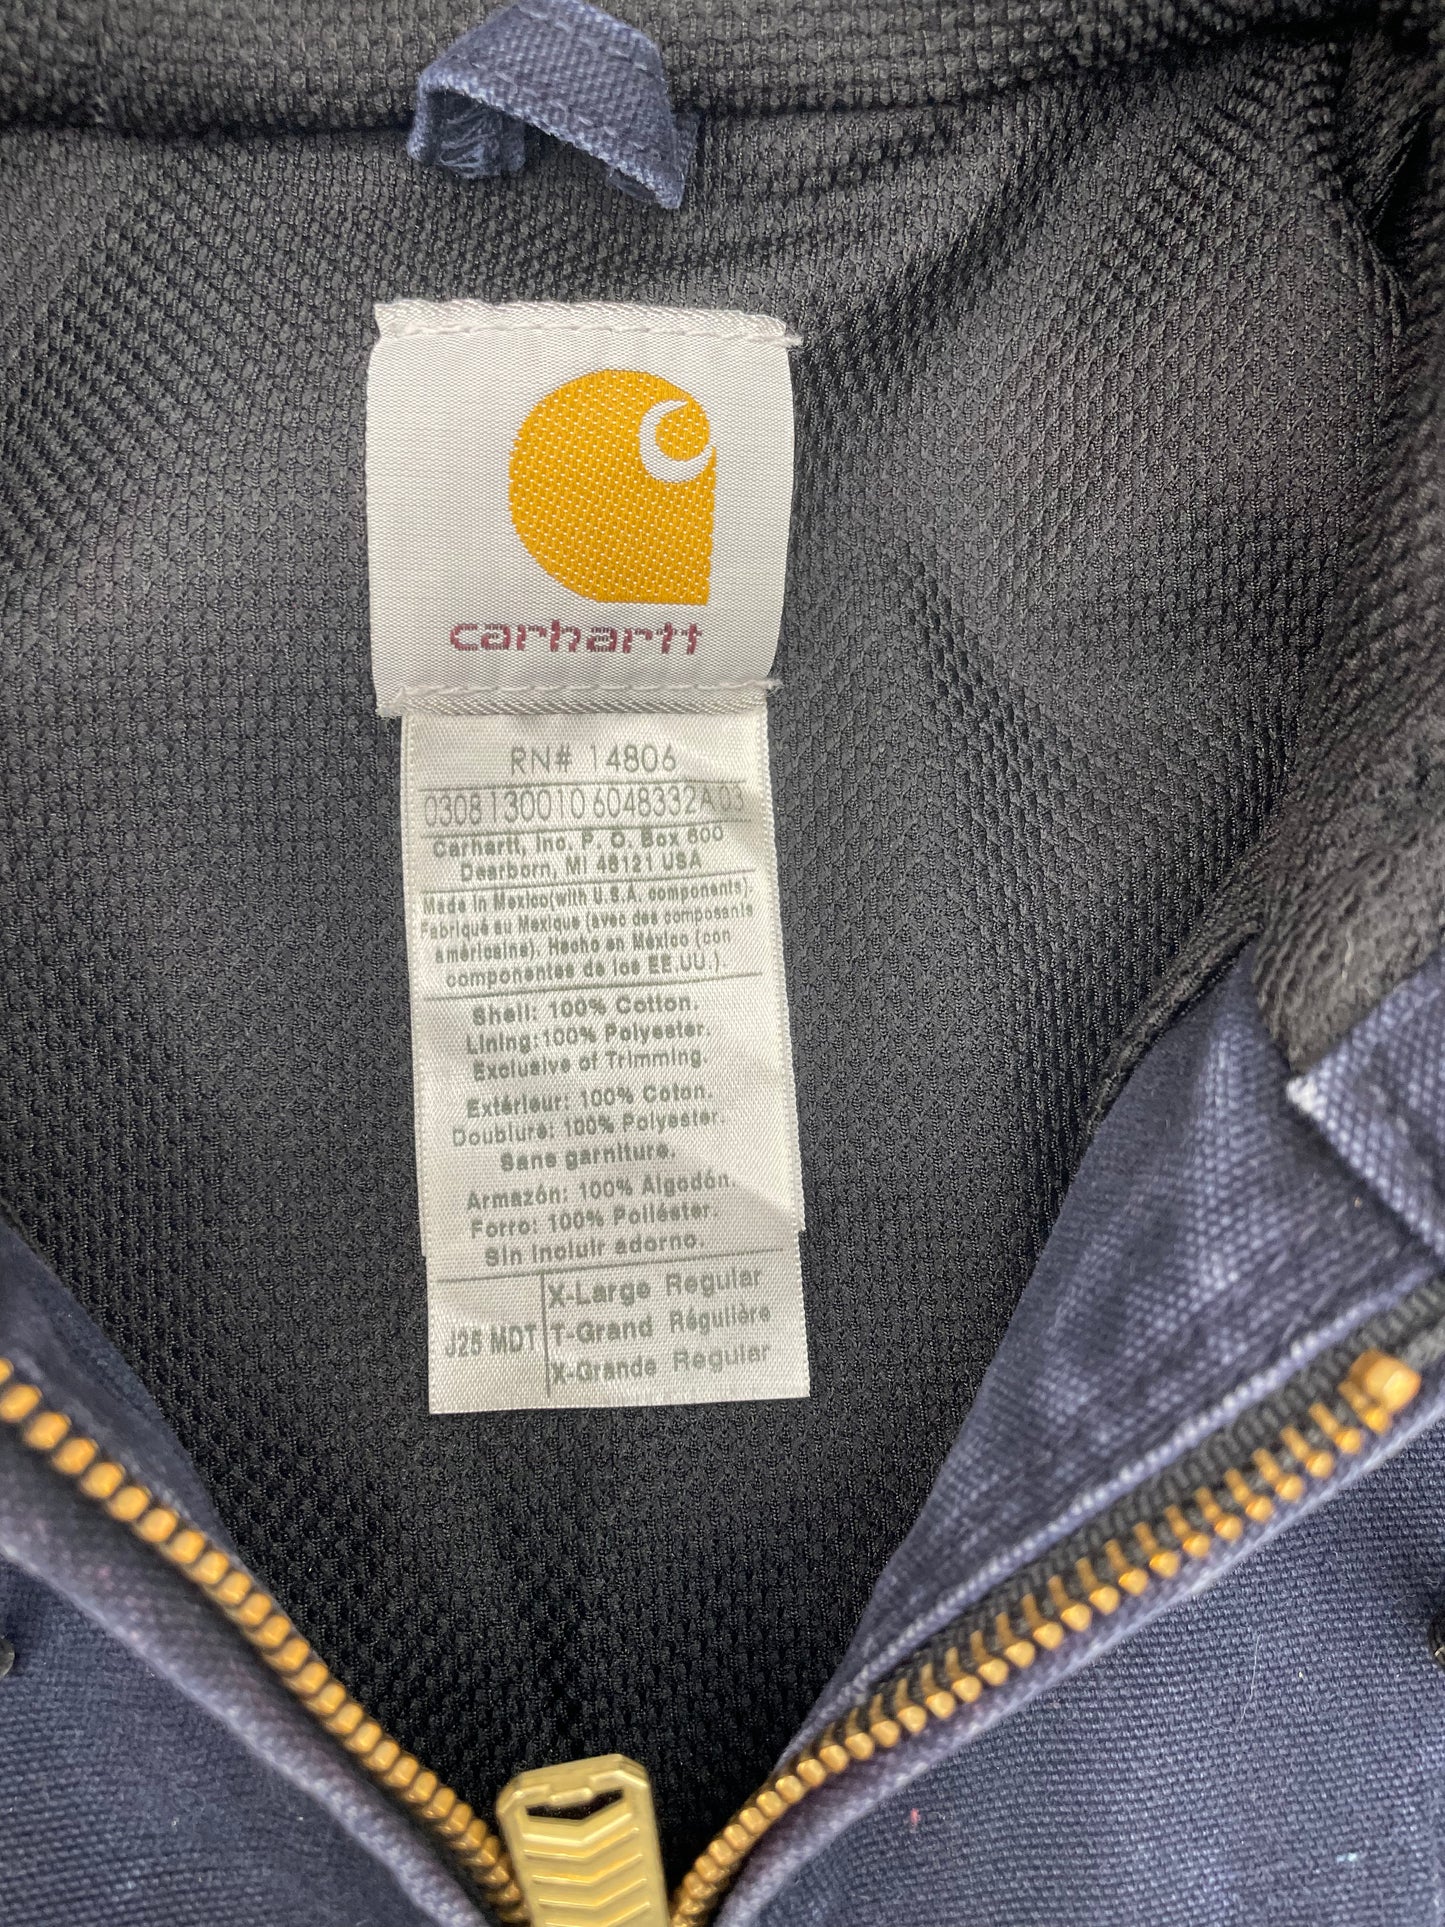 carhartt
RN# 14806
0308130010 6048332A 03
Carhartt, Inc. P. O. Box 600
Dearborn, MI 48121 USA
Made in Mexico(with U.S.A. components).
Fabriqué au Mexique (avec des composants
américains). Hecho en México (con
componentes de los EE.UU.).
Shell: 100% Cotton.
Lining:100% Polyester.
Exclusive of Trimming.
Extérieur: 100% Coton.
Doublure: 100% Polyester.
Sans garniture.
Armazón: 100% Algodón.
Forro: 100% Poliéster.
Sin incluir adorno.
J25 MDT
X-Large Regular
T-Grand Régulière
X-Grande Regular